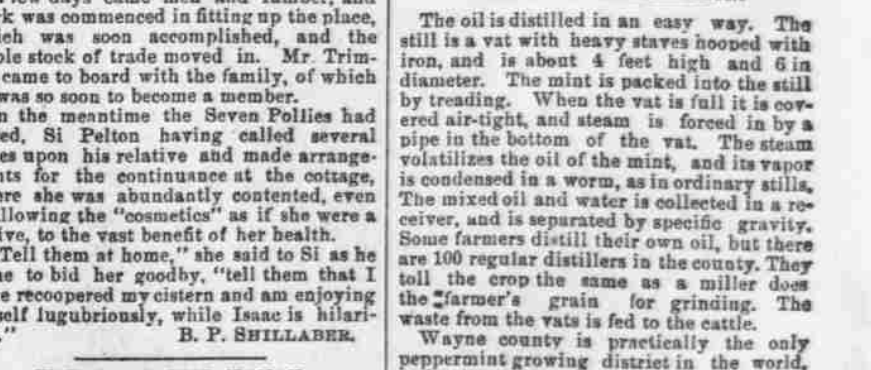 k was commenced in fitting up the place,
ich was soon accomplished, and the
ole stock of trade moved in. Mr. Trim-
came to board with the family, of which
was so soon to become a member.
n the meantime the Seven Pollies had
ed, Si Pelton having called several
es upon his relative and made arrange-
nts for the continuance at the cottage,
ere she was abundantly contented, even
llowing the "cosmetics" as if she were a
ive, to the vast benefit of her health.
Tell them at home," she said to Si as he
ne to bid her goodby, "tell them that I
e recoopered my cistern and am enjoying
self lugubriously, while Isaac is hilari-
."
B. P. SHILLABER.
The oil is distilled in an easy way. The
still is a vat with heavy staves hooped with
iron, and is about 4 feet high and 6 in
diameter. The mint is packed into the still
by treading. When the vat is full it is cov-
ered air-tight, and steam is forced in by a
pipe in the bottom of the vat. The steam
volatilizes the oil of the mint, and its vapor
is condensed in a worm, as in ordinary stills.
The mixed oil and water is collected in a re-
ceiver, and is separated by specific gravity.
Some farmers distill their own oil, but there
are 100 regular distillers in the county. They
toll the crop the same as a miller does
the farmer's grain for grinding. The
waste from the vats is fed to the cattle.
Wayne county is practically the only
peppermint growing district in the world,